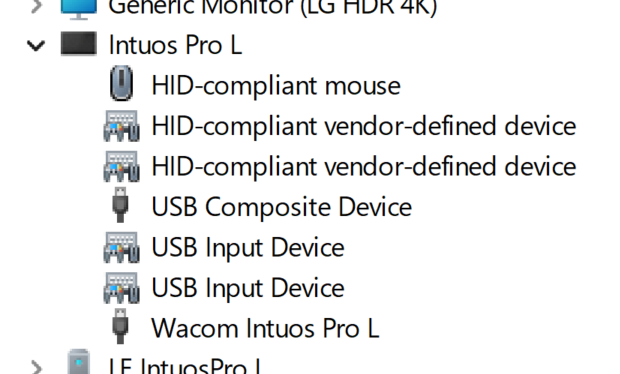 Generic Monitor (LG HDR 4K)
Intuos Pro L
HID-compliant mouse
HID-compliant vendor-defined device
HID-compliant vendor-defined device
USB Composite Device
USB Input Device
USB Input Device
Wacom Intuos Pro L
LE IntuosPro L